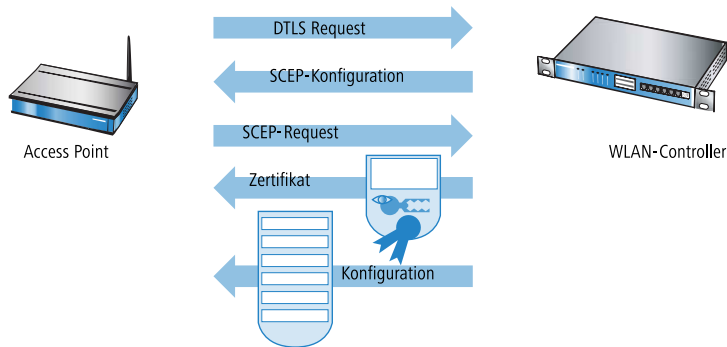 DTLS Request
SCEP-Konfiguration
SCEP-Request
Access Point
WLAN-Controller
Zertifikat
Konfiguration